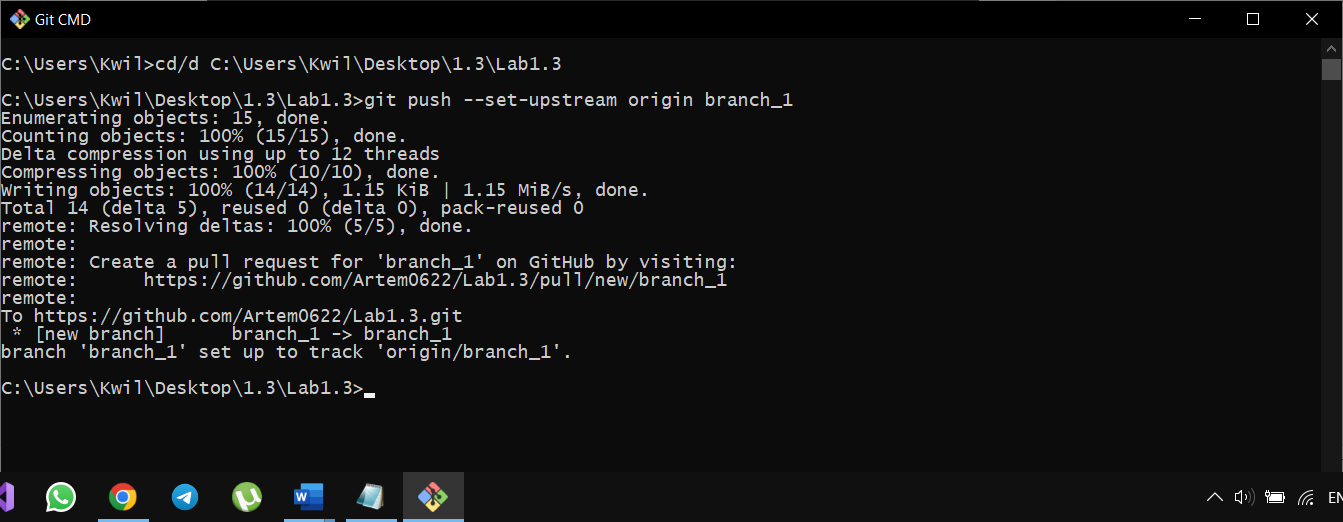 Git CMD
C:\Users\Kwil>cd/d C:\Users\Kwil\Desktop\1.3\Lab1.3
C:\Users\Kwil\Desktop\1.3\Lab1.3>git push --set-upstream origin branch_1
Enumerating objects: 15, done.
Counting objects: 100% (15/15), done.
Delta compression using up to 12 threads
Compressing objects: 100% (10/10), done.
Writing objects: 100% (14/14), 1.15 KiB | 1.15 MiB/s, done.
Total 14 (delta 5), reused 0 (delta 0), pack-reused 0
remote: Resolving deltas: 100% (5/5), done.
remote:
remote: Create a pull request for 'branch_1' on GitHub by visiting:
remote:      https://github.com/Artem0622/Lab1.3/pull/new/branch_1
remote:
To https://github.com/Artem0622/Lab1.3.git
 * [new branch]      branch_1 -> branch_1
branch 'branch_1' set up to track 'origin/branch_1'.
C:\Users\Kwil\Desktop\1.3\Lab1.3>
W
EN